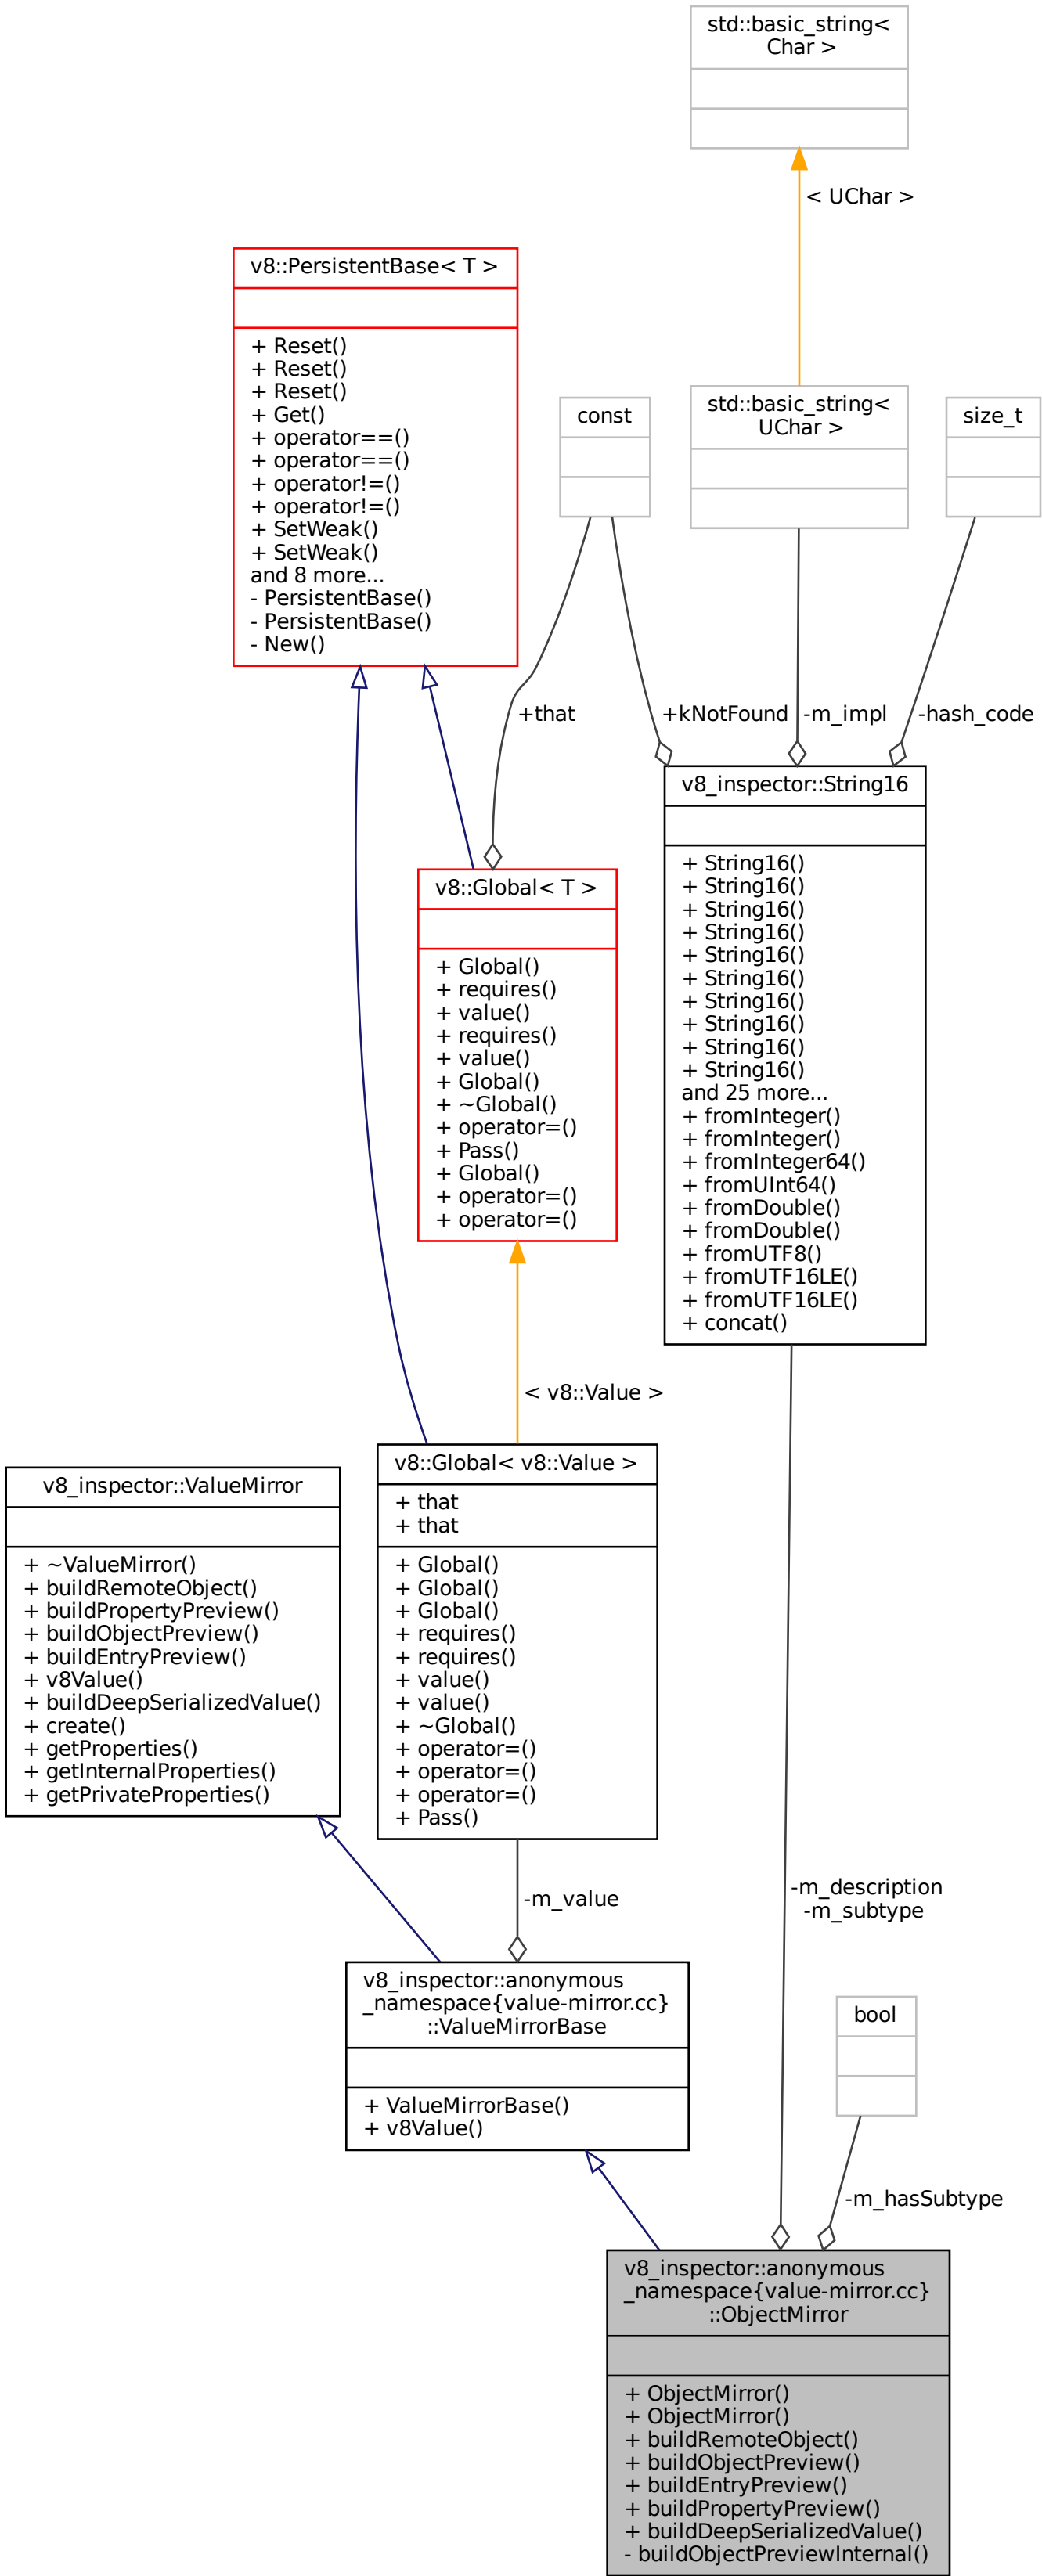 std::basic_string<
Char >
< UChar >
v8::PersistentBase< T >
+ Reset()
+ Reset()
+ Reset()
+ Get()
+ operator==()
+ operator==()
+ operator!=()
+ operator!=()
+ SetWeak()
+ SetWeak()
and 8 more...
- PersistentBase()
- PersistentBase()
- New()
const
std::basic_string<
UChar >
size_t
+that
+kNotFound
-m_impl
-hash_code
v8::Global< T >
+ Global()
+ requires()
+ value()
+ requires()
+ value()
+ Global()
+ ~Global()
+ operator=()
+ Pass()
+ Global()
+ operator=()
+ operator=()
v8_inspector::String16
+ String16()
+ String16()
+ String16()
+ String16()
+ String16()
+ String16()
+ String16()
+ String16()
+ String16()
+ String16()
and 25 more...
+ fromInteger()
+ fromInteger()
+ fromInteger64()
+ fromUInt64()
+ fromDouble()
+ fromDouble()
+ fromUTF8()
+ fromUTF16LE()
+ fromUTF16LE()
+ concat()
< v8::Value >
v8_inspector::ValueMirror
+ ~ValueMirror()
+ buildRemoteObject()
+ buildPropertyPreview()
+ buildObjectPreview()
+ buildEntryPreview()
+ v8Value()
+ buildDeepSerializedValue()
+ create()
+ getProperties()
+ getInternalProperties()
+ getPrivateProperties()
v8::Global< v8::Value >
+ that
+ that
+ Global()
+ Global()
+ Global()
+ requires()
+ requires()
+ value()
+ value()
+ ~Global()
+ operator=()
+ operator=()
+ operator=()
+ Pass()
-m_value
-m_description
-m_subtype
v8_inspector::anonymous
_namespace{value-mirror.cc}
::ValueMirrorBase
+ ValueMirrorBase()
+ v8Value()
bool
-m_hasSubtype
v8_inspector::anonymous
_namespace{value-mirror.cc}
::ObjectMirror
+ ObjectMirror()
+ ObjectMirror()
+ buildRemoteObject()
+ buildObjectPreview()
+ buildEntryPreview()
+ buildPropertyPreview()
+ buildDeepSerializedValue()
- buildObjectPreviewInternal()